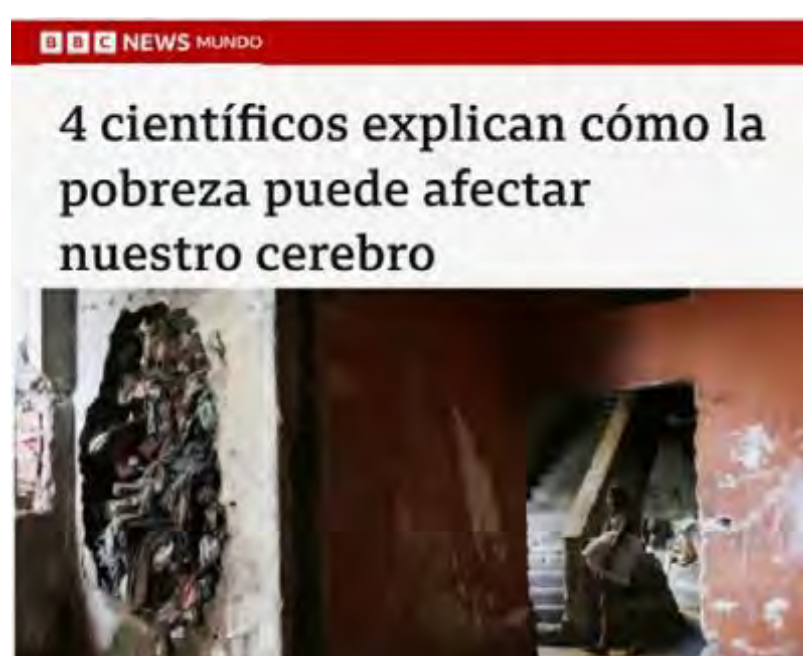 BBC NEWS MUNDO
4 científicos explican cómo la
pobreza puede afectar
nuestro cerebro